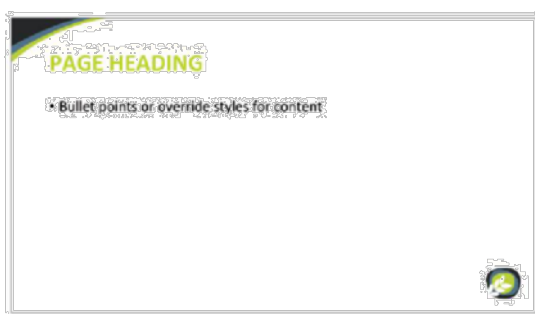 PAGE HEADING
• Bullet points or override styles for content